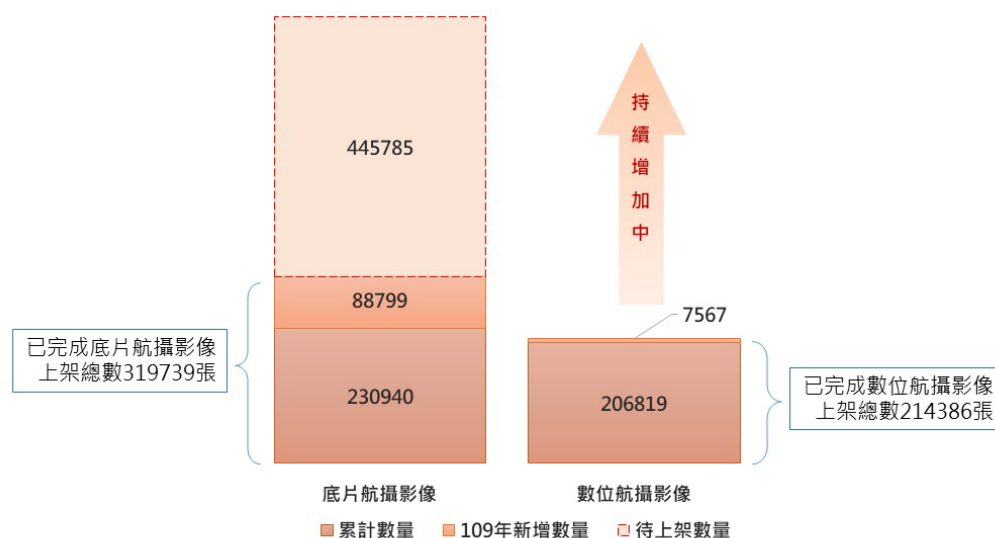 445785
持
續
增
加
中
88799
7567
已完成底片航攝影像
上架總數319739張
230940
206819
已完成數位航攝影像
上架總數214386張
底片航攝影像
數位航攝影像
累計數量 109年新增數量 待上架數量